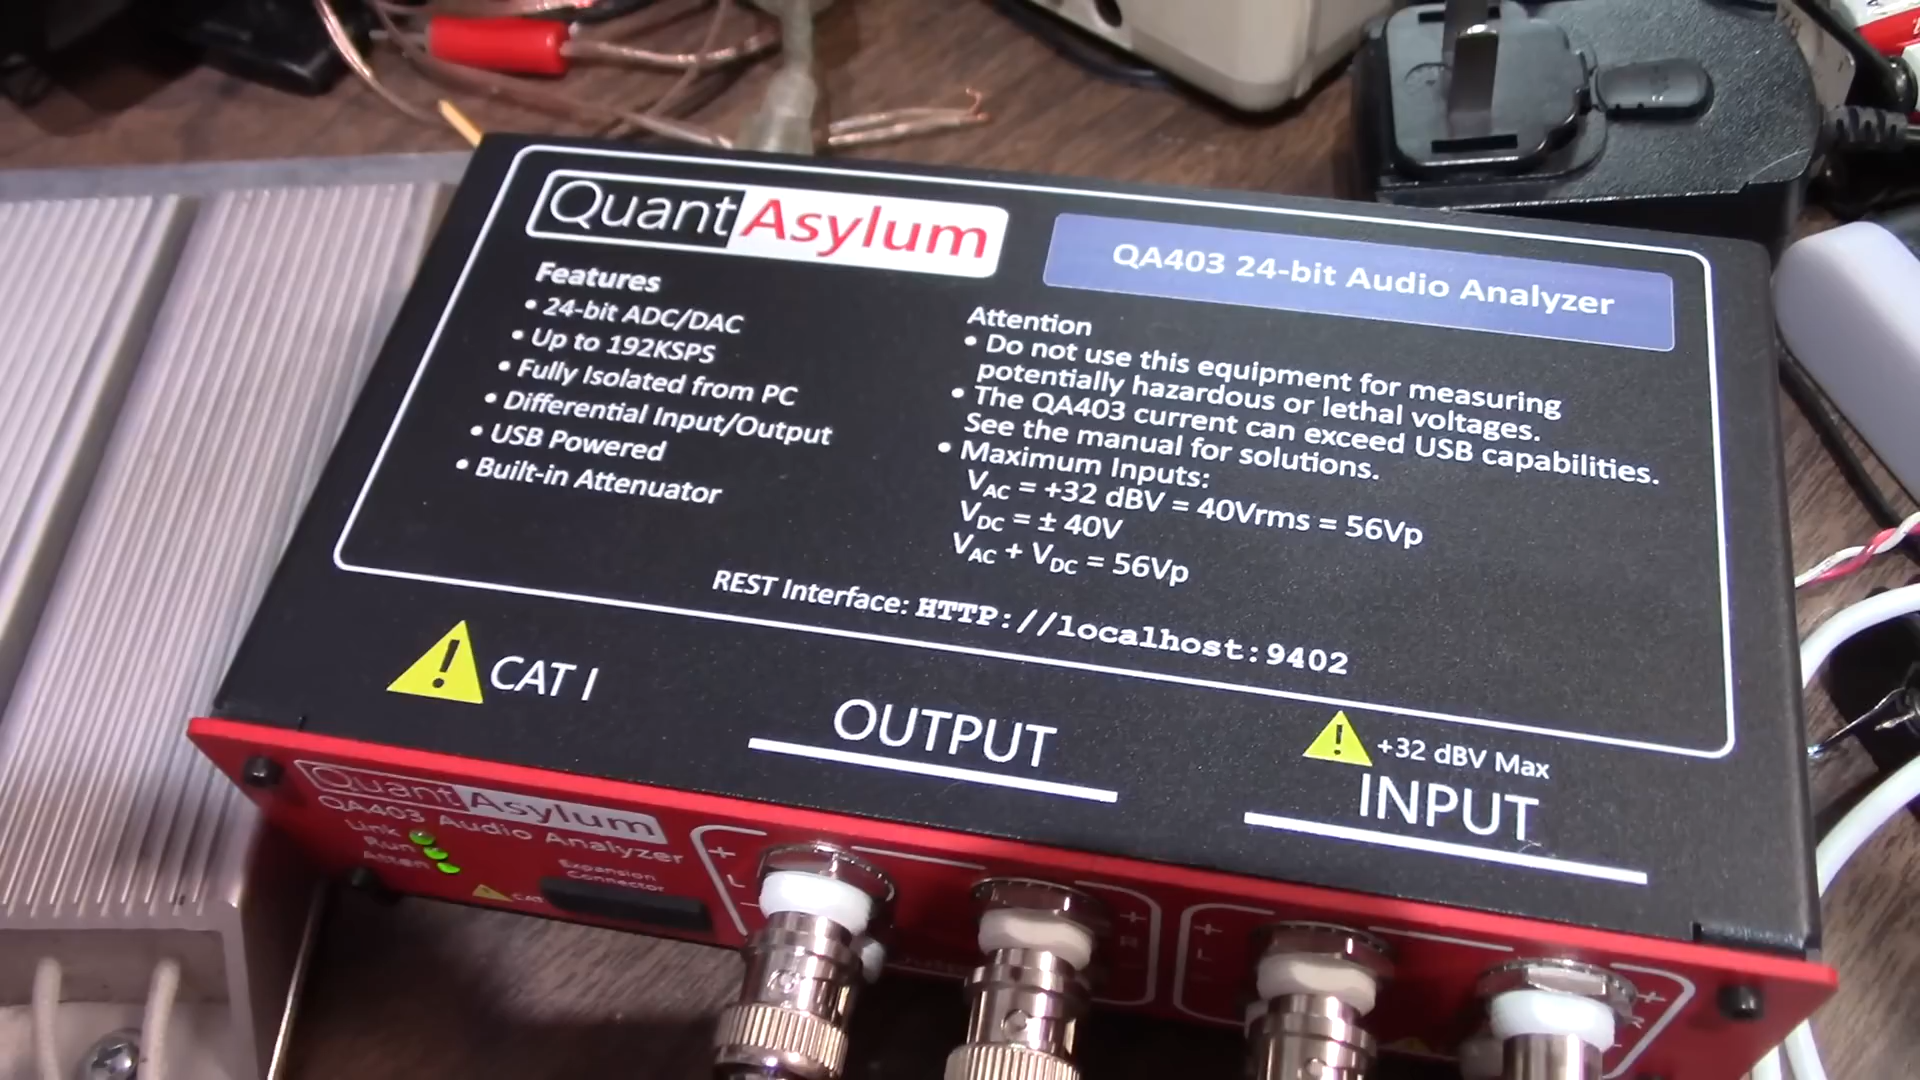 QuantAsylum
QA403 24-bit Audio Analyzer
Features
• 24-bit ADC/DAC
• Up to 192KSPS
• Fully Isolated from PC
• Differential Input/Output
• USB Powered
• Built-in Attenuator
Attention
• Do not use this equipment for measuring
potentially hazardous or lethal voltages.
• The QA403 current can exceed USB capabilities.
See the manual for solutions.
• Maximum Inputs:
VAC = +32 dBV = 40Vrms = 56Vp
VDC = ± 40V
VAC + VDC = 56Vp
REST Interface: HTTP://localhost:9402
CAT I
OUTPUT
+32 dBV Max
INPUT
QuantAsylum
QA403 Audio Analyzer
Link
Run
Atten
Expansion
Connector
CAT
+
L
-
+
R
+
L
-
+
-